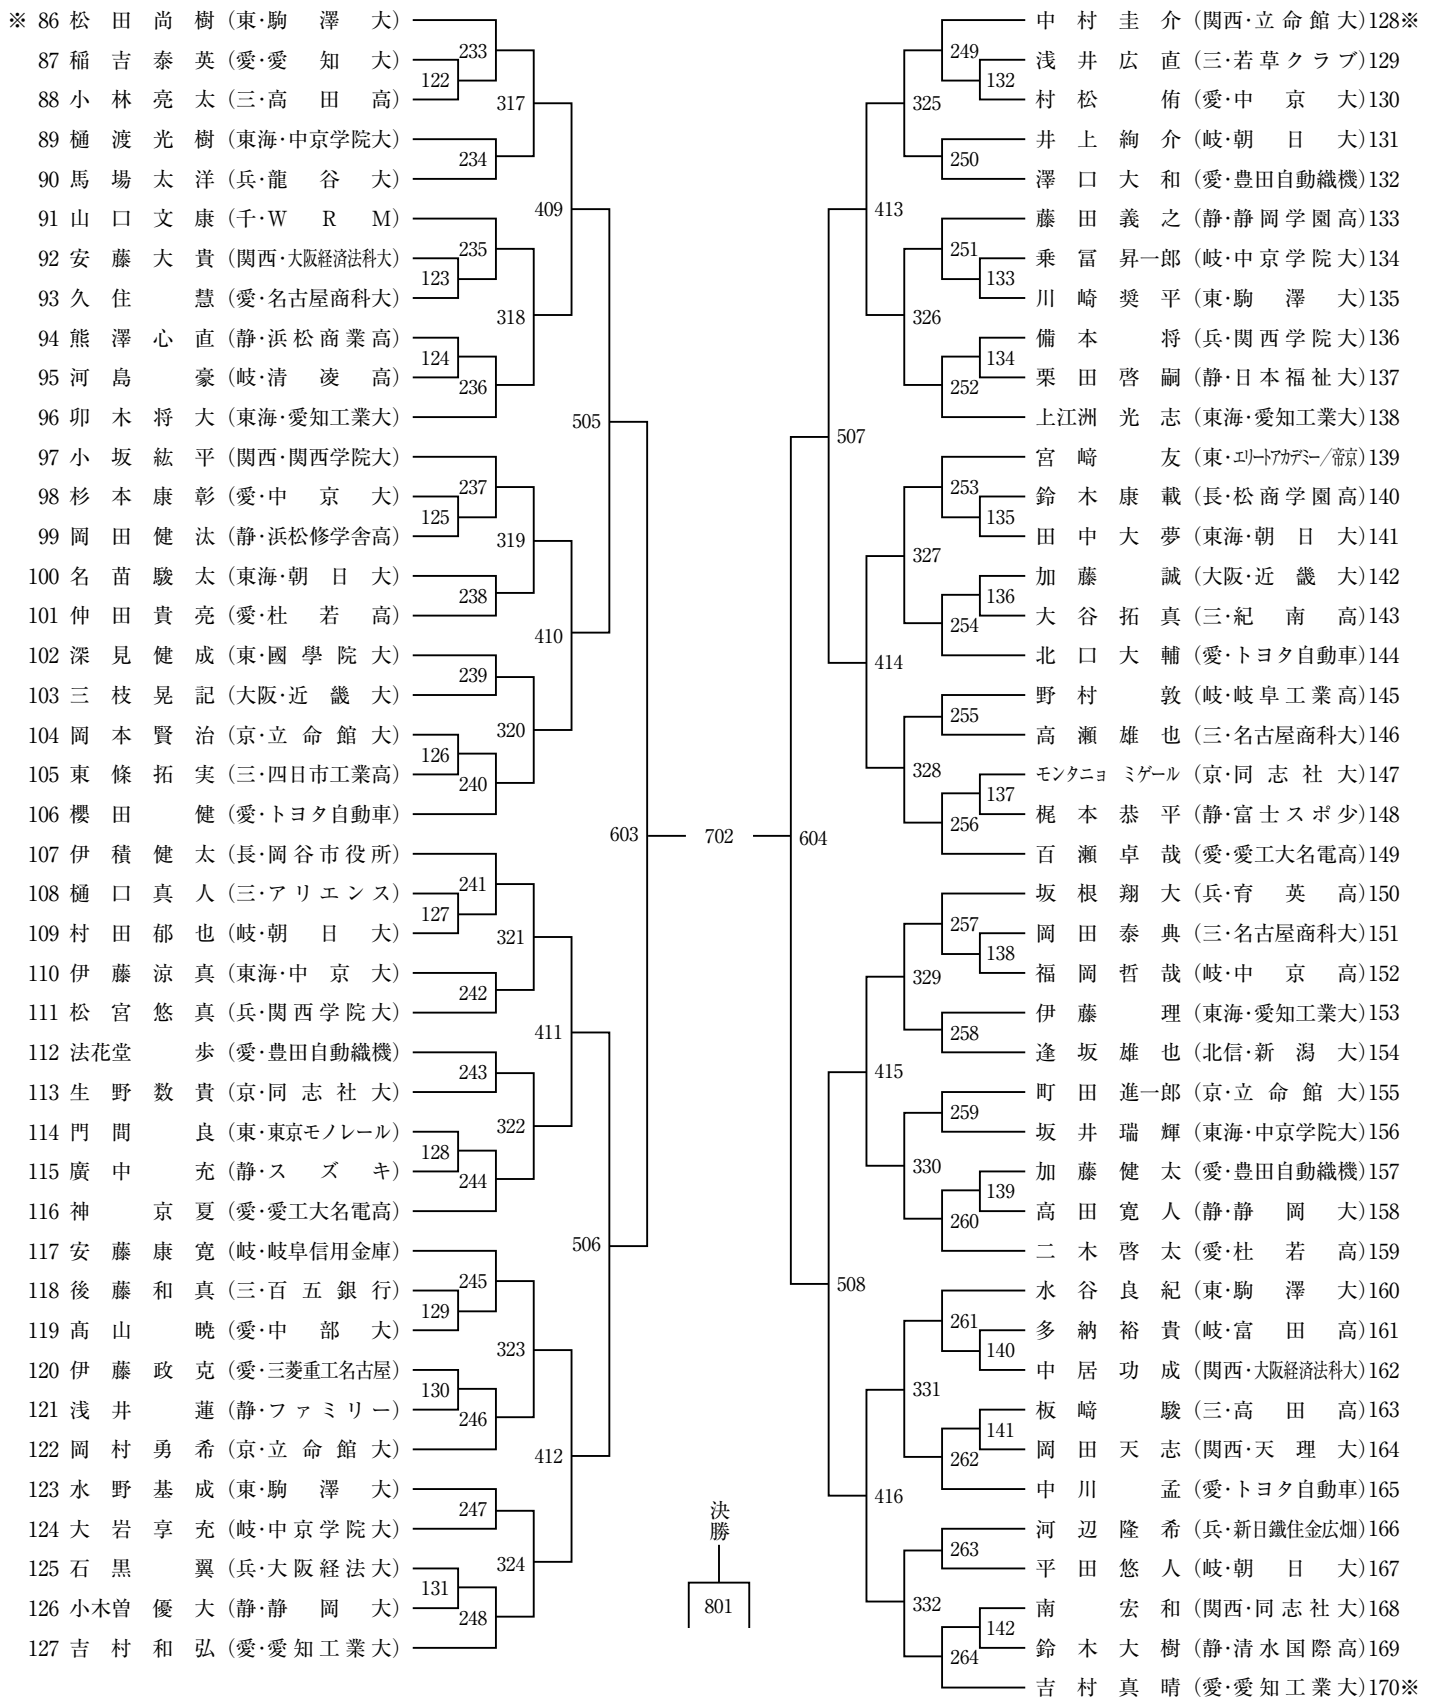 ※ 86 松田尚樹 (東・駒澤大)
87 稲吉泰英 (愛・愛知大)
88 小林亮太 (三・高田高)
89 樋渡光樹 (東海・中京学院大)
90 馬場太洋 (兵・龍谷大)
91 山口文康 (千・WRM)
92 安藤大貴 (関西・大阪経済法科大)
93 久住慧 (愛・名古屋商科大)
94 熊澤心直 (静・浜松商業高)
95 河島豪 (岐・清凌高)
96 卯木将大 (東海・愛知工業大)
97 小坂紘平 (関西・関西学院大)
98 杉本康彰 (愛・中京大)
99 岡田健汰 (静・浜松修学舎高)
100 名苗駿太 (東海・朝日大)
101 仲田貴亮 (愛・杜若高)
102 深見健成 (東・國學院大)
103 三枝晃記 (大阪・近畿大)
104 岡本賢治 (京・立命館大)
105 東條拓実 (三・四日市工業高)
106 櫻田健 (愛・トヨタ自動車)
107 伊積健太 (長・岡谷市役所)
108 樋口真人 (三・アリエンス)
109 村田郁也 (岐・朝日大)
110 伊藤涼真 (東海・中京大)
111 松宮悠真 (兵・関西学院大)
112 法花堂歩 (愛・豊田自動織機)
113 生野数貴 (京・同志社大)
114 門間良 (東・東京モノレール)
115 廣中充 (静・スズキ)
116 神京夏 (愛・愛工大名電高)
117 安藤康寛 (岐・岐阜信用金庫)
118 後藤和真 (三・百五銀行)
119 髙山暁 (愛・中部大)
120 伊藤政克 (愛・三菱重工名古屋)
121 浅井蓮 (静・ファミリー)
122 岡村勇希 (京・立命館大)
123 水野基成 (東・駒澤大)
124 大岩享充 (岐・中京学院大)
125 石黒翼 (兵・大阪経法大)
126 小木曽優大 (静・静岡大)
127 吉村和弘 (愛・愛知工業大)
122
123
124
125
126
127
128
129
130
131
233
234
235
236
237
238
239
240
241
242
243
244
245
246
247
248
317
318
319
320
321
322
323
324
409
410
411
412
505
506
603
702
決勝
801
604
507
508
413
414
415
416
325
326
327
328
329
330
331
332
249
250
251
252
253
254
255
256
257
258
259
260
261
262
263
264
132
133
134
135
136
137
138
139
140
141
142
中村圭介 (関西・立命館大) 128※
浅井広直 (三・若草クラブ) 129
村松侑 (愛・中京大) 130
井上絢介 (岐・朝日大) 131
澤口大和 (愛・豊田自動織機) 132
藤田義之 (静・静岡学園高) 133
乗冨昇一郎 (岐・中京学院大) 134
川崎奨平 (東・駒澤大) 135
備本将 (兵・関西学院大) 136
栗田啓嗣 (静・日本福祉大) 137
上江洲光志 (東海・愛知工業大) 138
宮﨑友 (東・エリートアカデミー/帝京) 139
鈴木康載 (長・松商学園高) 140
田中大夢 (東海・朝日大) 141
加藤誠 (大阪・近畿大) 142
大谷拓真 (三・紀南高) 143
北口大輔 (愛・トヨタ自動車) 144
野村敦 (岐・岐阜工業高) 145
高瀬雄也 (三・名古屋商科大) 146
モンタニョ ミゲール (京・同志社大) 147
梶本恭平 (静・富士スポ少) 148
百瀬卓哉 (愛・愛工大名電高) 149
坂根翔大 (兵・育英高) 150
岡田泰典 (三・名古屋商科大) 151
福岡哲哉 (岐・中京高) 152
伊藤理 (東海・愛知工業大) 153
逢坂雄也 (北信・新潟大) 154
町田進一郎 (京・立命館大) 155
坂井瑞輝 (東海・中京学院大) 156
加藤健太 (愛・豊田自動織機) 157
高田寛人 (静・静岡大) 158
二木啓太 (愛・杜若高) 159
水谷良紀 (東・駒澤大) 160
多納裕貴 (岐・富田高) 161
中居功成 (関西・大阪経済法科大) 162
板﨑駿 (三・高田高) 163
岡田天志 (関西・天理大) 164
中川孟 (愛・トヨタ自動車) 165
河辺隆希 (兵・新日鐵住金広畑) 166
平田悠人 (岐・朝日大) 167
南宏和 (関西・同志社大) 168
鈴木大樹 (静・清水国際高) 169
吉村真晴 (愛・愛知工業大) 170※